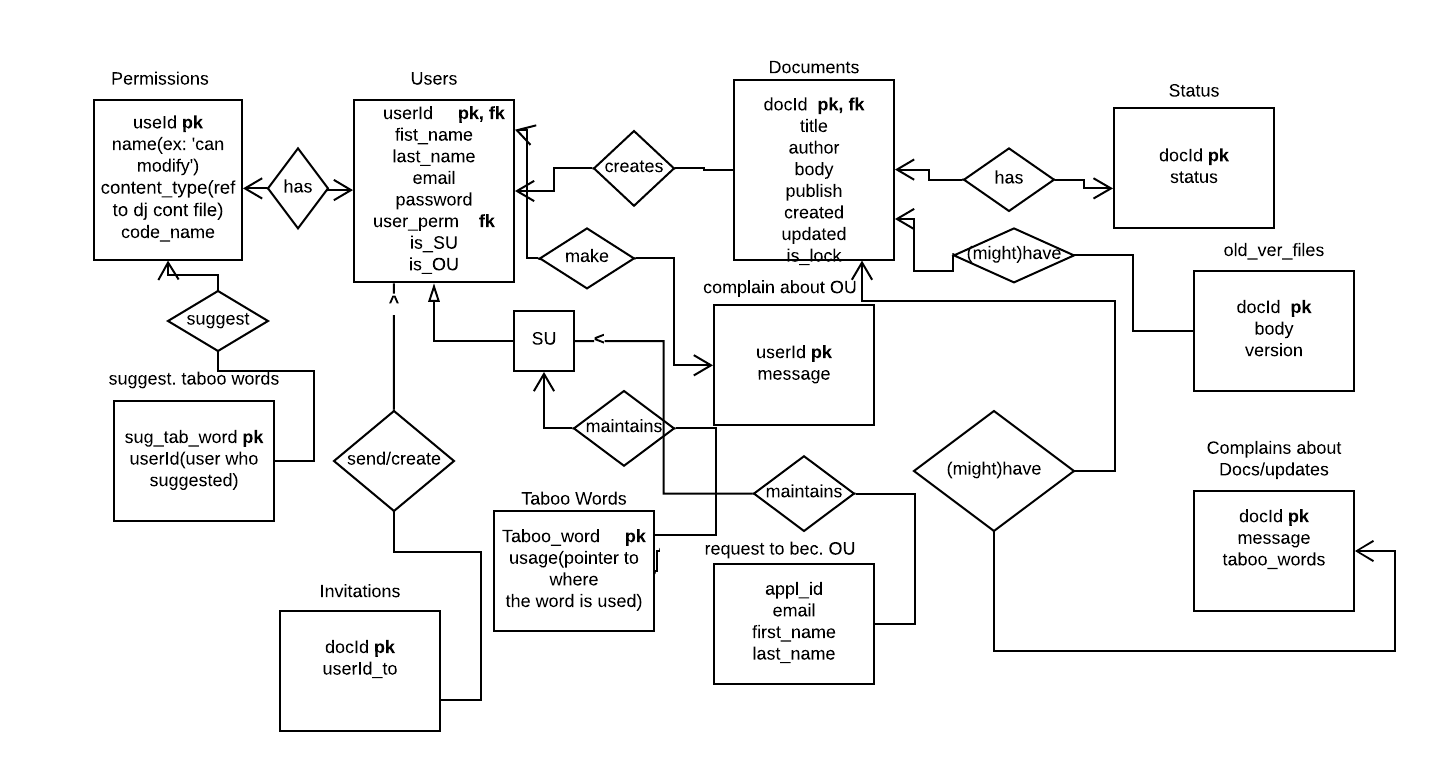 Permissions
useId pk
name(ex: 'can
modify')
content_type(ref
to dj cont file)
code_name
has
Users
userId pk, fk
fist_name
last_name
email
password
user_perm fk
is_SU
is_OU
creates
make
Documents
docId pk, fk
title
author
body
publish
created
updated
is_lock
has
Status
docId pk
status
(might)have
old_ver_files
docId pk
body
version
complain about OU
userId pk
message
suggest
suggest. taboo words
sug_tab_word pk
userId(user who
suggested)
SU
send/create
maintains
Taboo Words
Taboo_word pk
usage(pointer to
where
the word is used)
maintains
request to bec. OU
appl_id
email
first_name
last_name
(might)have
Complains about
Docs/updates
docId pk
message
taboo_words
Invitations
docId pk
userId_to